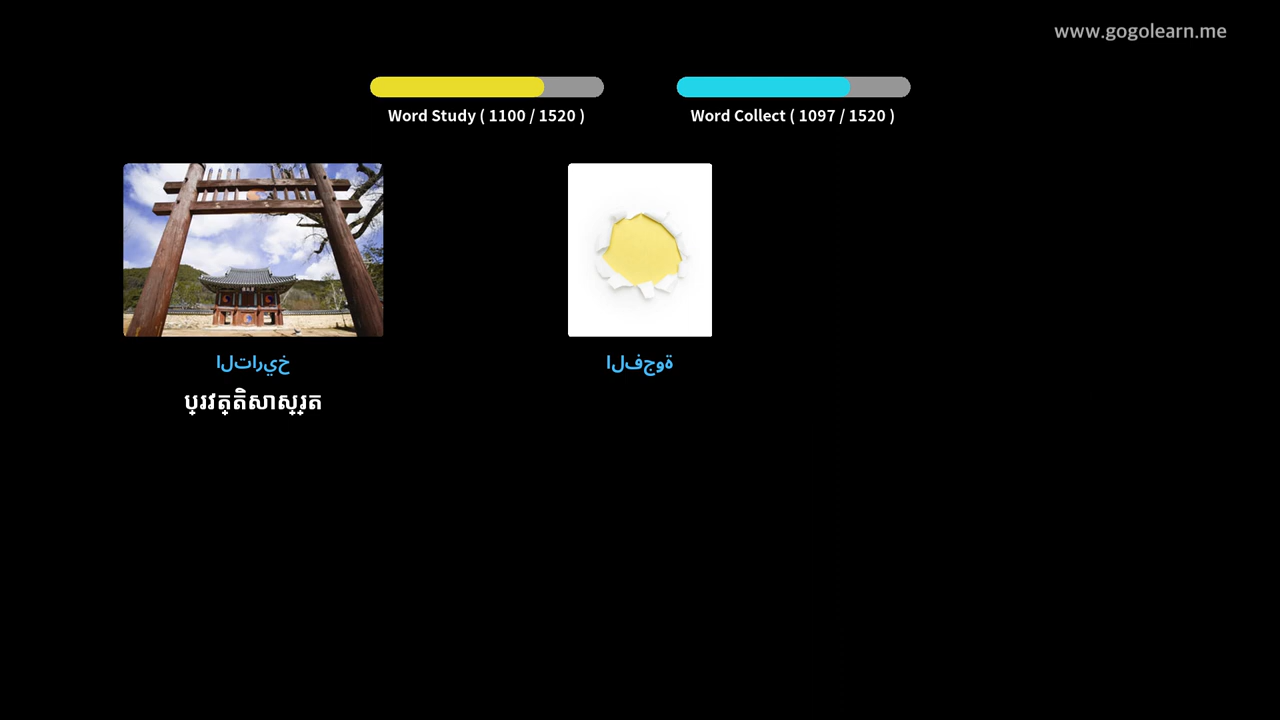 www.gogolearn.me
Word Study ( 1100 / 1520 )
Word Collect ( 1097 / 1520 )
التاريخ
ប្រវត្តិសាស្រ្ត
الفجوة